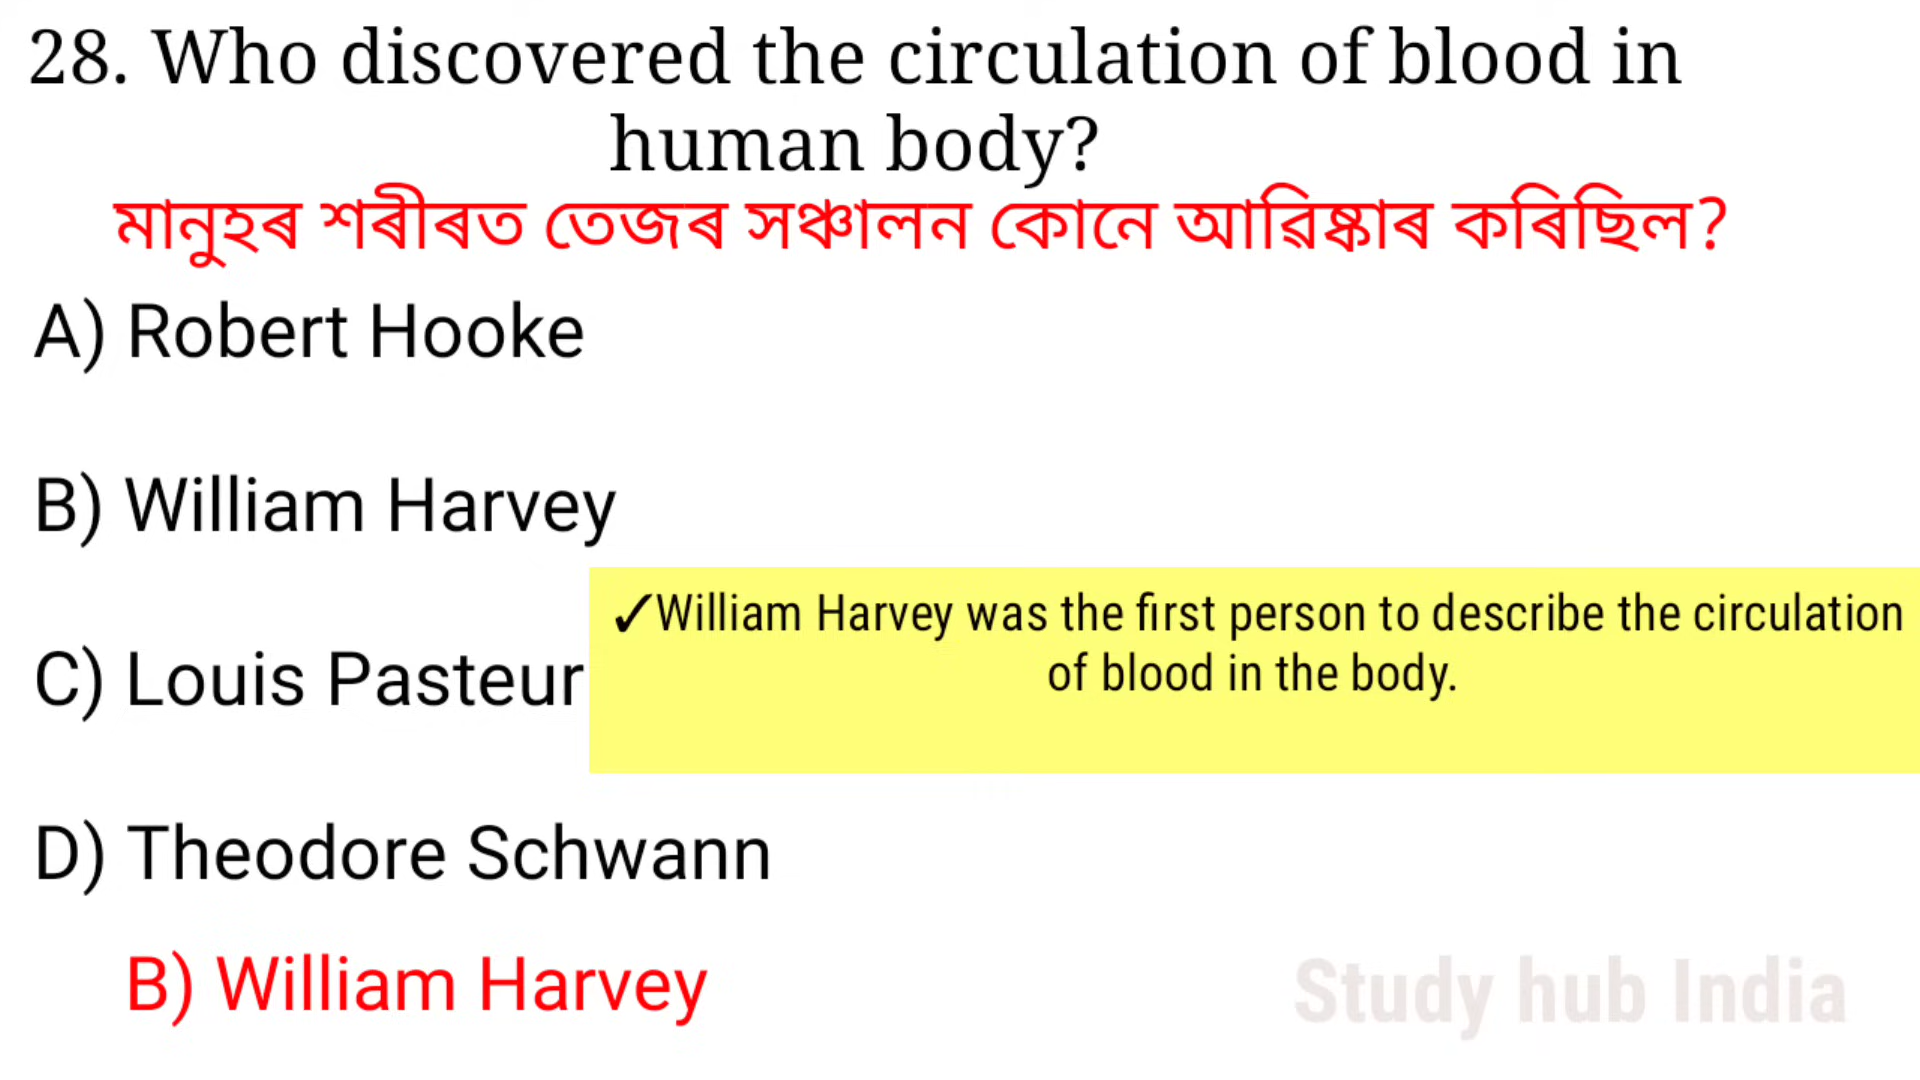 28. Who discovered the circulation of blood in
human body?
মানুহৰ শৰীৰত তেজৰ সঞ্চালন কোনে আৱিষ্কাৰ কৰিছিল?
A) Robert Hooke
B) William Harvey
✓William Harvey was the first person to describe the circulation
of blood in the body.
C) Louis Pasteur
D) Theodore Schwann
B) William Harvey
Study hub India